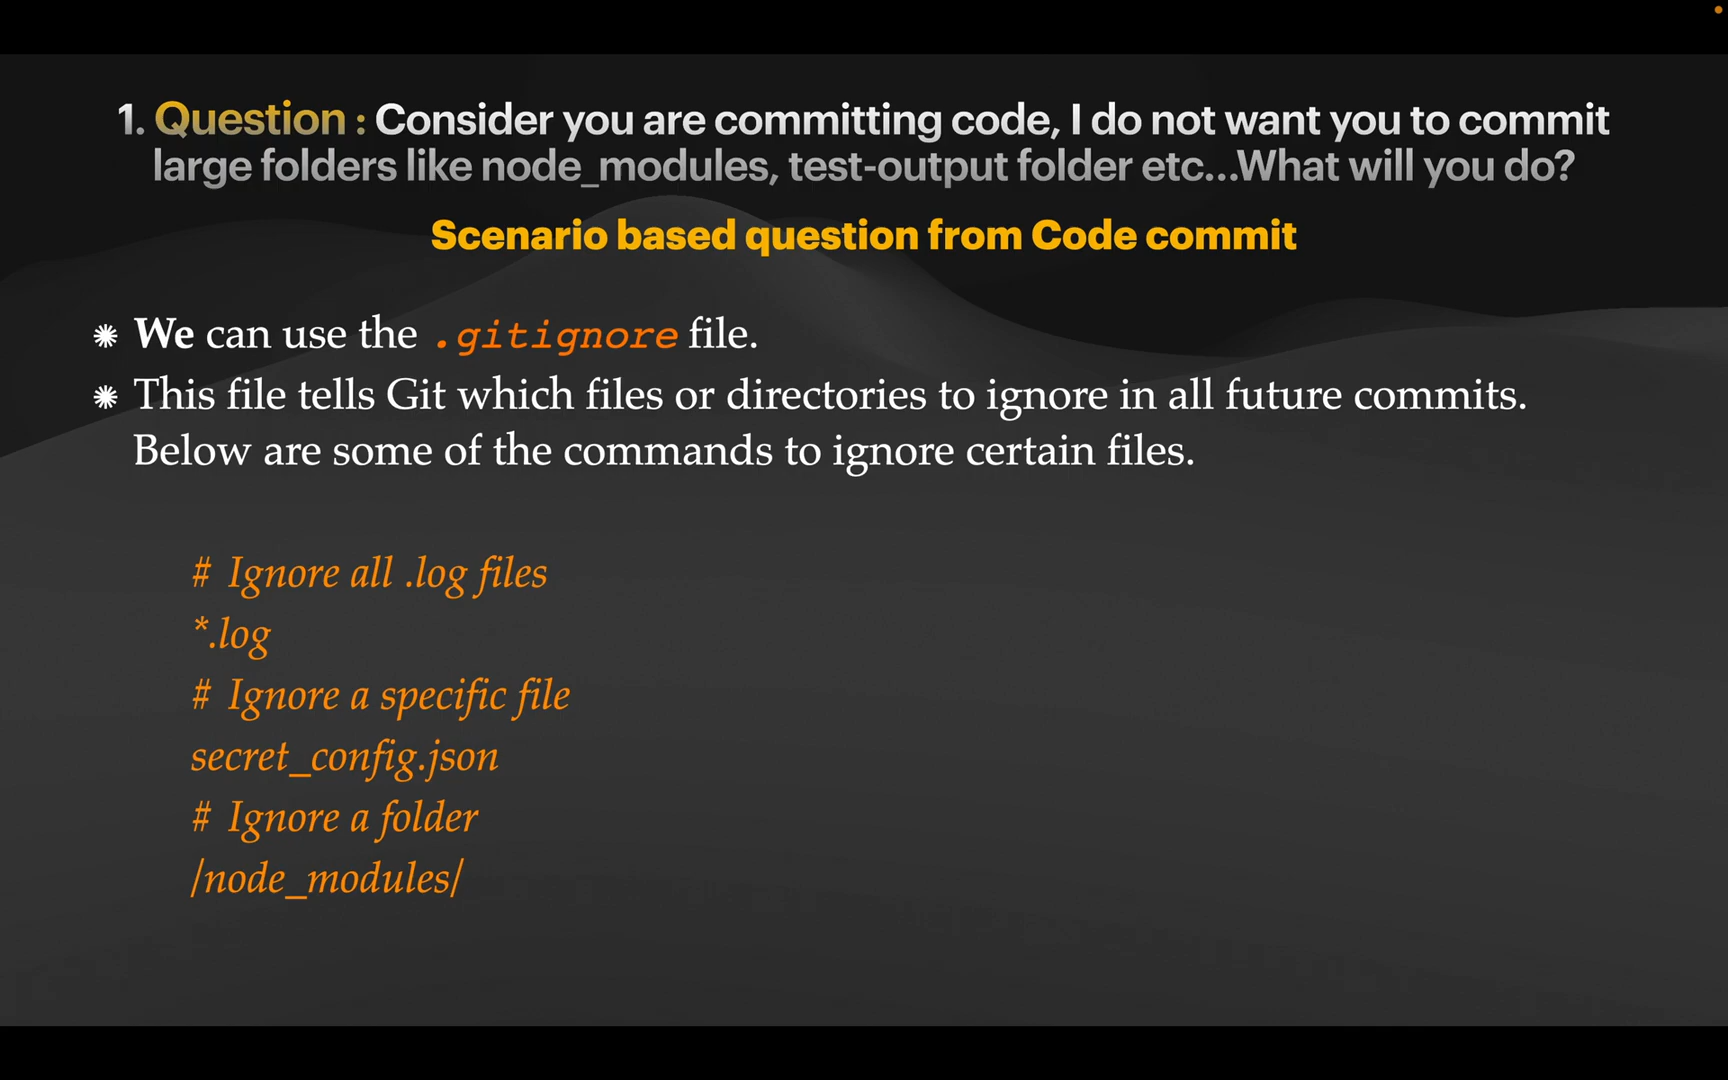 1. Question : Consider you are committing code, I do not want you to commit
large folders like node_modules, test-output folder etc...What will you do?
Scenario based question from Code commit
We can use the .gitignore file.
This file tells Git which files or directories to ignore in all future commits.
Below are some of the commands to ignore certain files.
# Ignore all .log files
*.log
# Ignore a specific file
secret_config.json
# Ignore a folder
/node_modules/